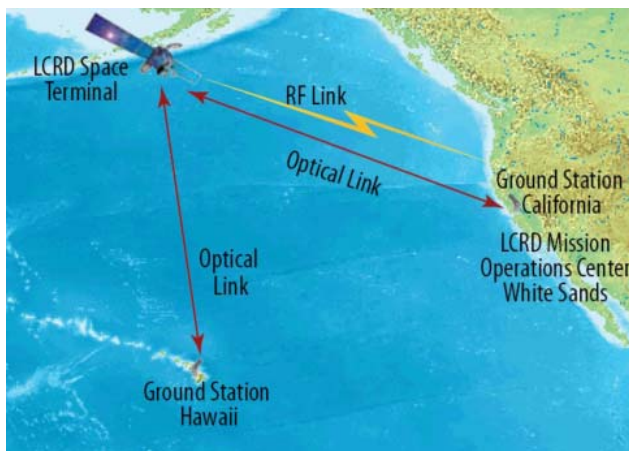 LCRD Space
Terminal
RF Link
Optical Link
Ground Station
California
LCRD Mission
Operations Center
White Sands
Optical
Link
Ground Station
Hawaii